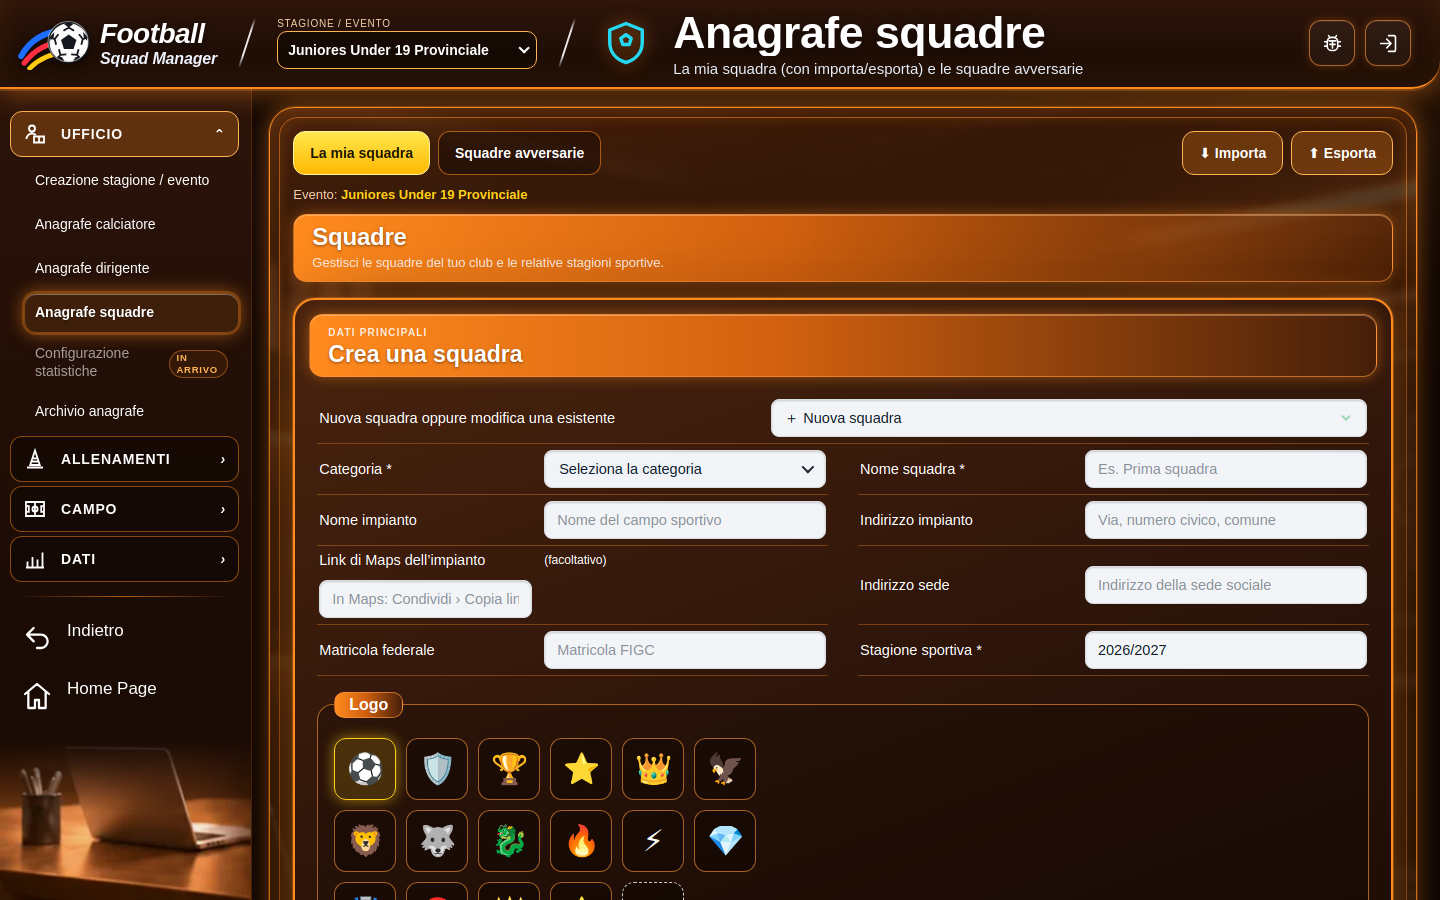 Football
Squad Manager
STAGIONE / EVENTO
Juniores Under 19 Provinciale
Anagrafe squadre
La mia squadra (con importa/esporta) e le squadre avversarie
UFFICIO
Creazione stagione / evento
Anagrafe calciatore
Anagrafe dirigente
Anagrafe squadre
Configurazione
statistiche
IN
ARRIVO
Archivio anagrafe
ALLENAMENTI
CAMPO
DATI
Indietro
Home Page
La mia squadra
Squadre avversarie
⬇ Importa
⬆ Esporta
Evento: Juniores Under 19 Provinciale
Squadre
Gestisci le squadre del tuo club e le relative stagioni sportive.
DATI PRINCIPALI
Crea una squadra
Nuova squadra oppure modifica una esistente
+ Nuova squadra
Categoria *
Seleziona la categoria
Nome squadra *
Es. Prima squadra
Nome impianto
Nome del campo sportivo
Indirizzo impianto
Via, numero civico, comune
Link di Maps dell’impianto
(facoltativo)
In Maps: Condividi › Copia lin
Indirizzo sede
Indirizzo della sede sociale
Matricola federale
Matricola FIGC
Stagione sportiva *
2026/2027
Logo